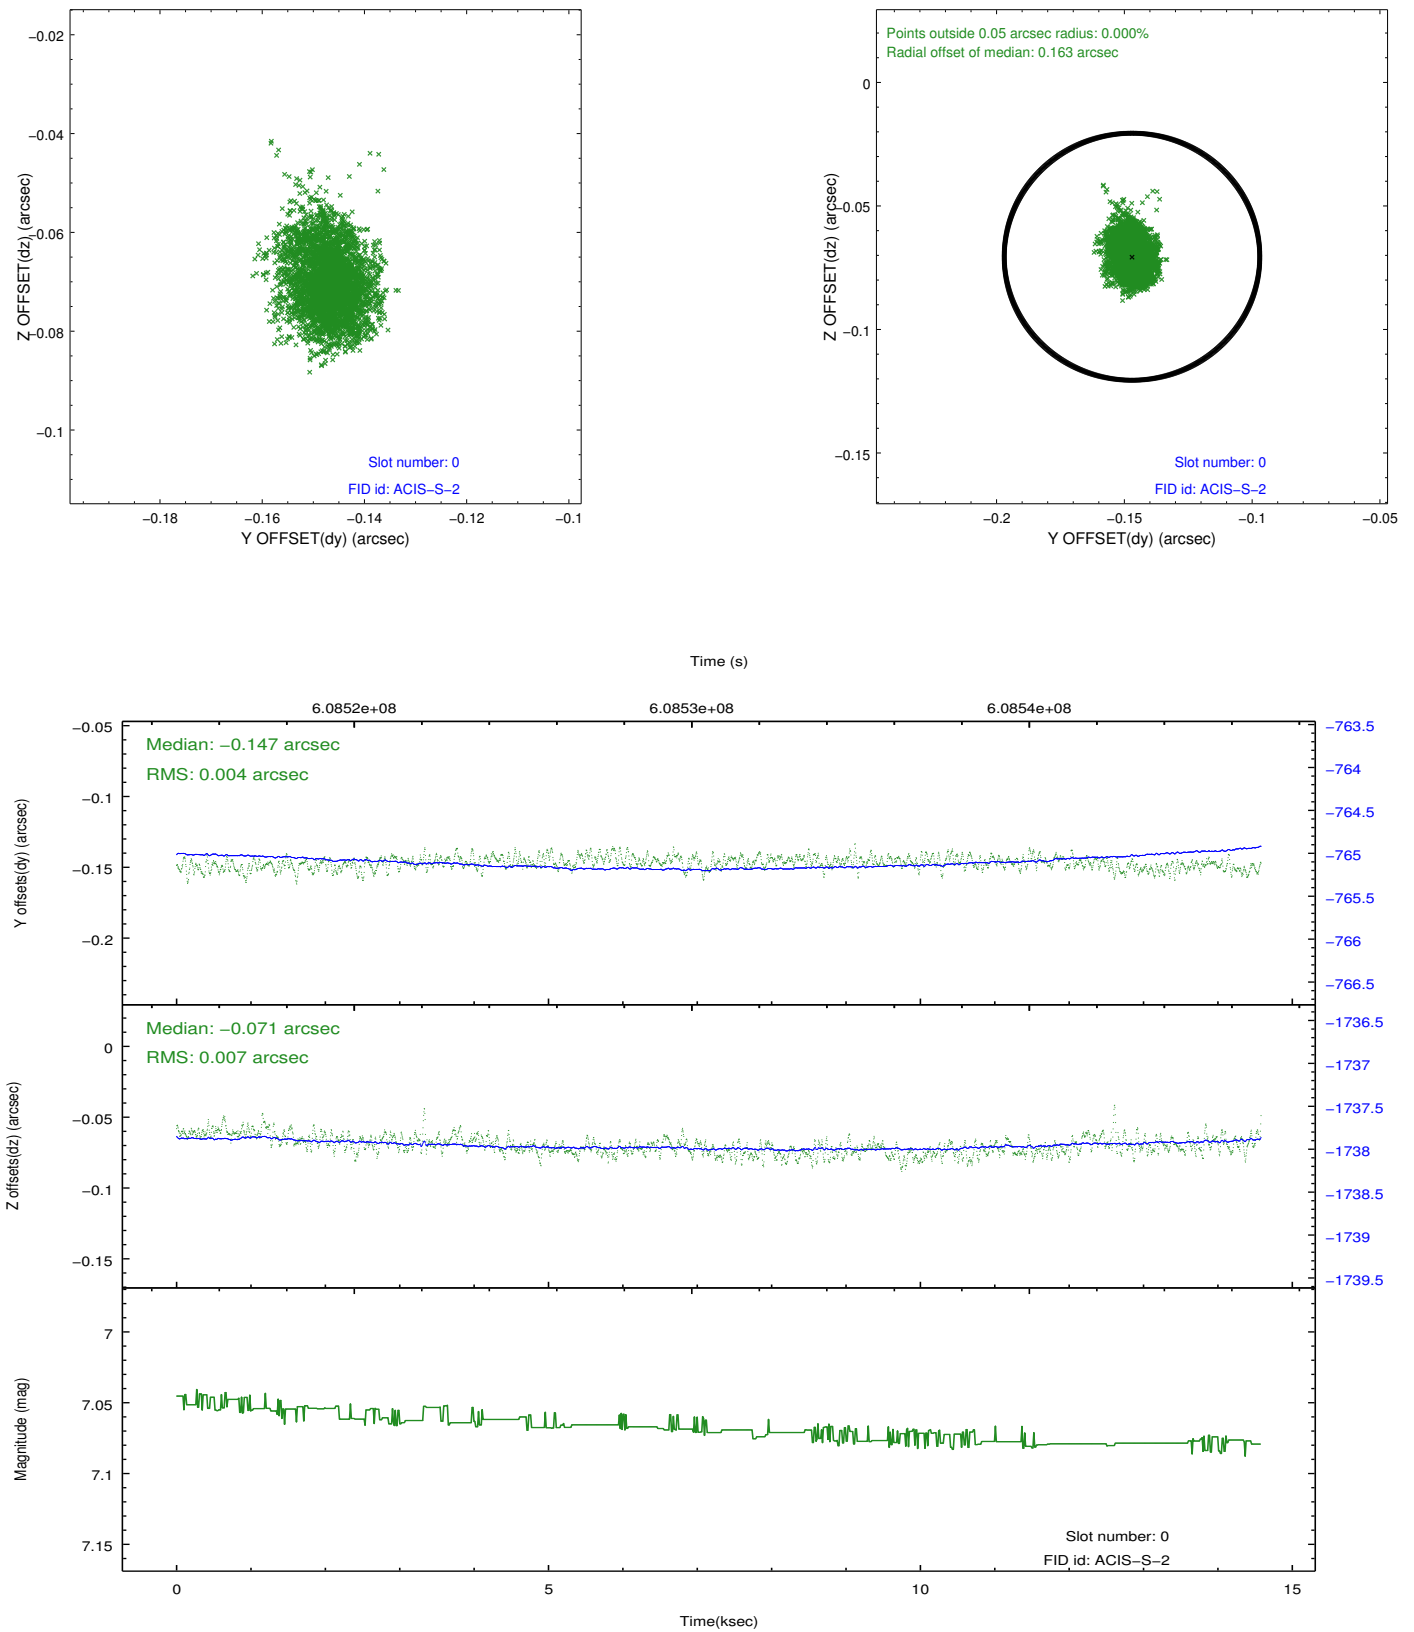 −0.02
−0.04
−0.06
−0.08
−0.1
Z OFFSET(dz) (arcsec)
Slot number: 0
FID id: ACIS−S−2
−0.18
−0.16
−0.14
−0.12
−0.1
Y OFFSET(dy) (arcsec)
Points outside 0.05 arcsec radius: 0.000%
Radial offset of median: 0.163 arcsec
0
−0.05
−0.1
−0.15
Z OFFSET(dz) (arcsec)
Slot number: 0
FID id: ACIS−S−2
−0.2
−0.15
−0.1
−0.05
Y OFFSET(dy) (arcsec)
Time (s)
6.0852e+08
6.0853e+08
6.0854e+08
Median: −0.147 arcsec
RMS: 0.004 arcsec
−0.05
−0.1
−0.15
−0.2
Y offsets(dy) (arcsec)
−763.5
−764
−764.5
−765
−765.5
−766
−766.5
Median: −0.071 arcsec
RMS: 0.007 arcsec
0
−0.05
−0.1
−0.15
Z offsets(dz) (arcsec)
−1736.5
−1737
−1737.5
−1738
−1738.5
−1739
−1739.5
7
7.05
7.1
7.15
Magnitude (mag)
Slot number: 0
FID id: ACIS−S−2
0
5
10
15
Time(ksec)